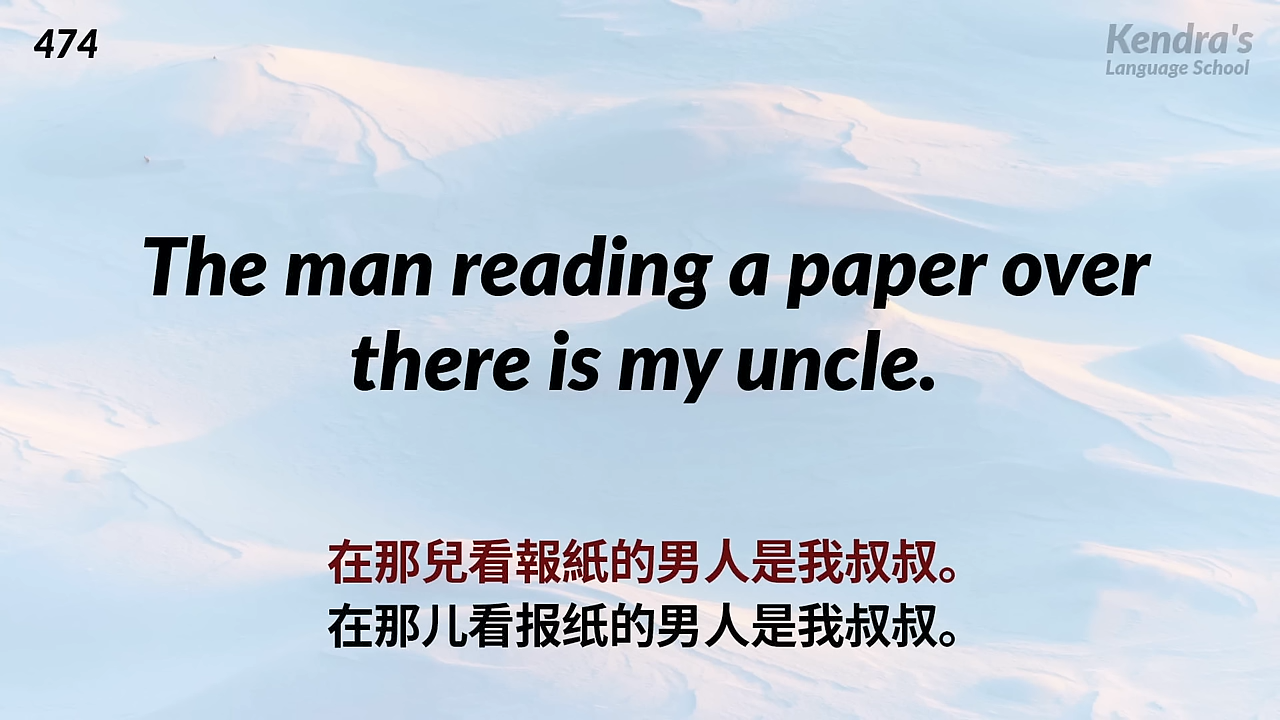 474
Kendra's
Language School
The man reading a paper over
there is my uncle.
在那兒看報紙的男人是我叔叔。
在那儿看报纸的男人是我叔叔。